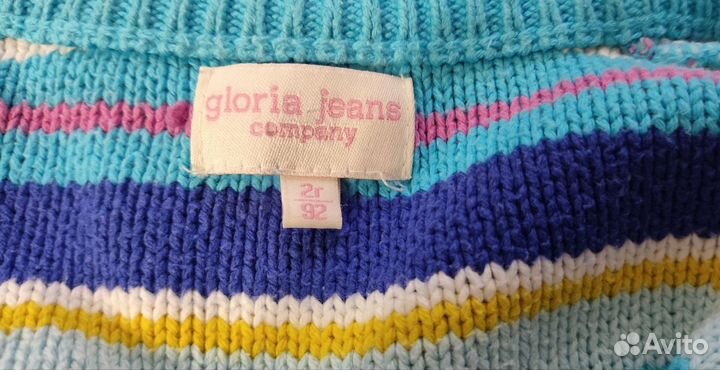 gloria jeans
company
2г
92
Avito